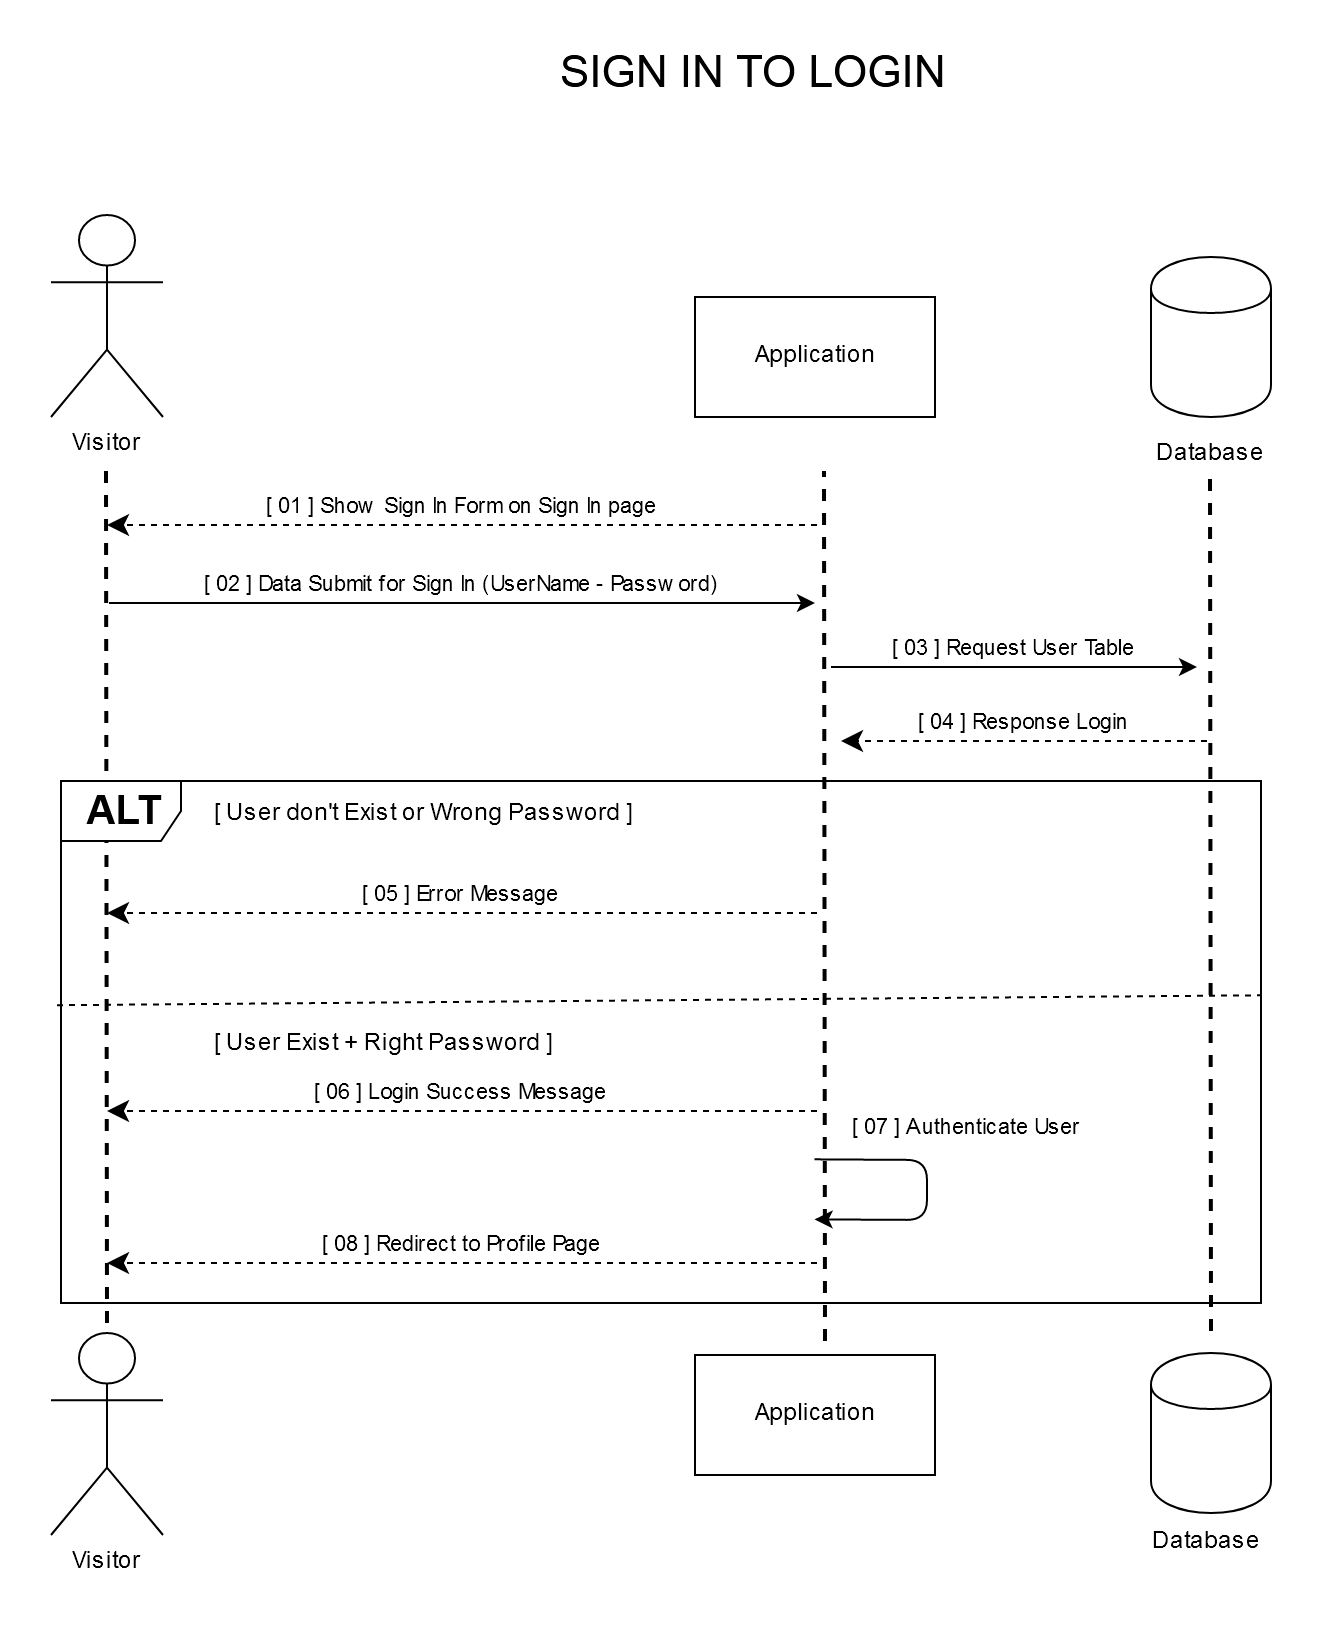 SIGN IN TO LOGIN
Application
Visitor
Database
[ 01 ] Show Sign In Form on Sign In page
[ 02 ] Data Submit for Sign In (UserName - Password)
[ 03 ] Request User Table
[ 04 ] Response Login
ALT
[ User don't Exist or Wrong Password ]
[ 05 ] Error Message
[ User Exist + Right Password ]
[ 06 ] Login Success Message
[ 07 ] Authenticate User
[ 08 ] Redirect to Profile Page
Application
Database
Visitor